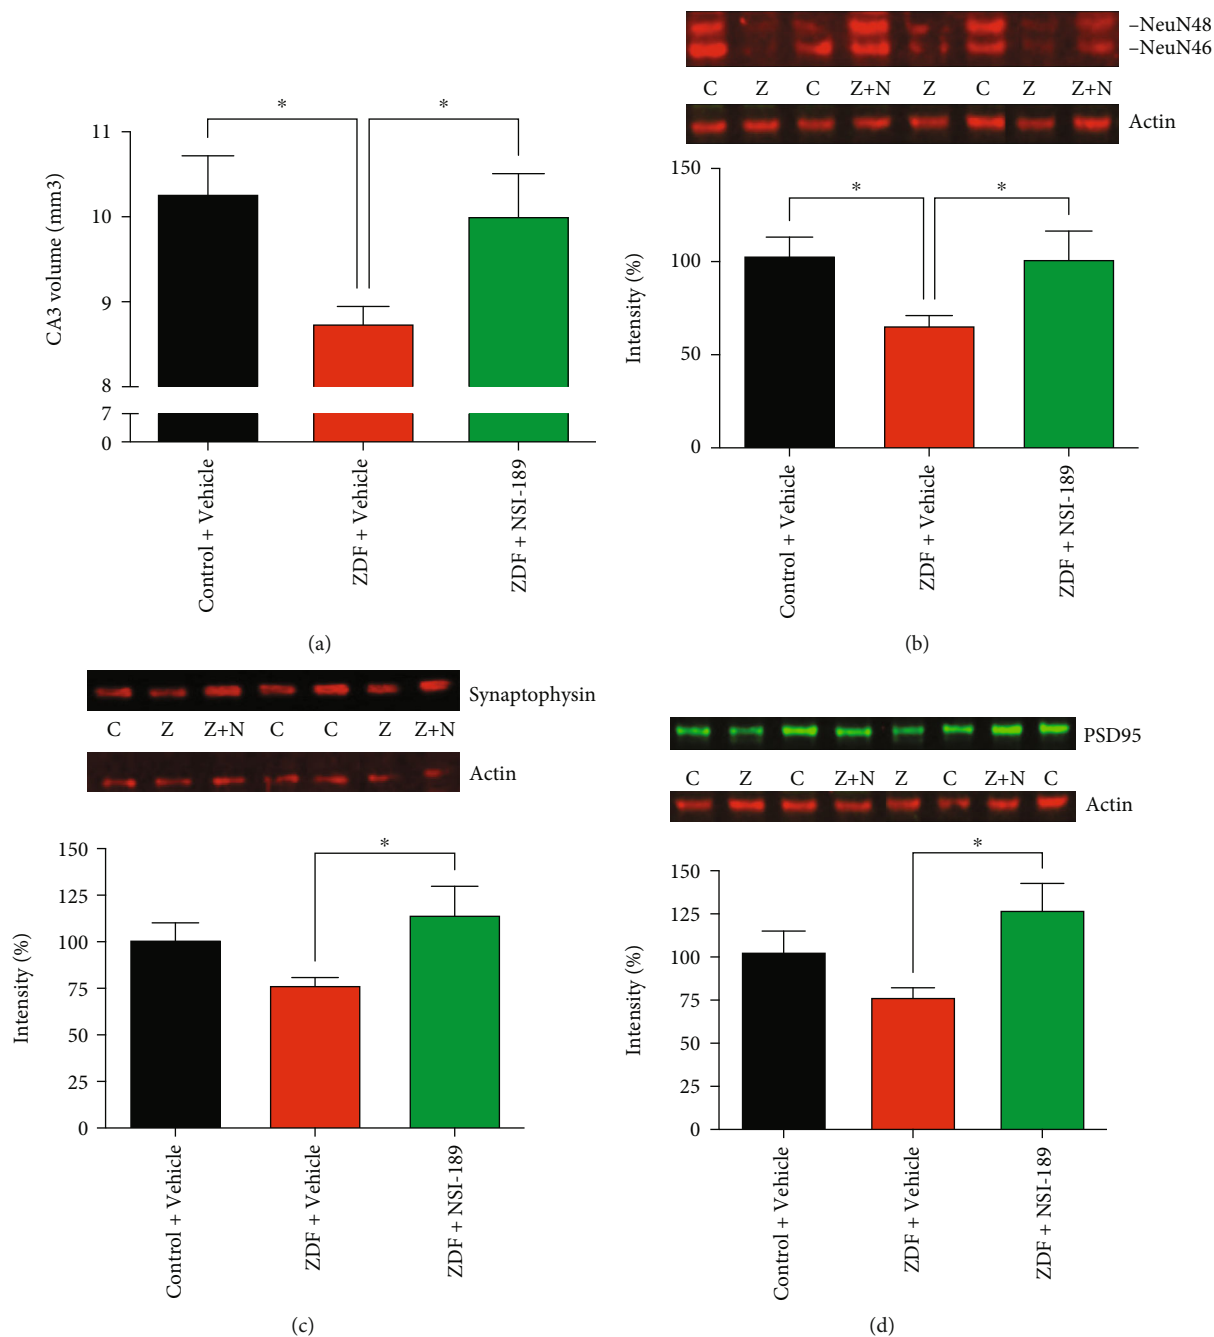 * *
11
10
9
8
7
0
CA3 volume (mm3)
Control + Vehicle
ZDF + Vehicle
ZDF + NSI-189
(a)
–NeuN48
–NeuN46
C Z C Z+N Z C Z Z+N
Actin
150
100
50
0
Intensity (%)
* *
Control + Vehicle
ZDF + Vehicle
ZDF + NSI-189
(b)
Synaptophysin
C Z Z+N C C Z Z+N
Actin
150
125
100
75
50
25
0
Intensity (%)
*
Control + Vehicle
ZDF + Vehicle
ZDF + NSI-189
(c)
PSD95
C Z C Z+N Z C Z+N C
Actin
150
125
100
75
50
25
0
Intensity (%)
*
Control + Vehicle
ZDF + Vehicle
ZDF + NSI-189
(d)